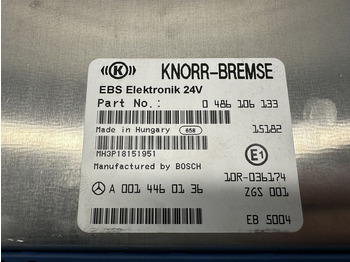 ((K)) KNORR-BREMSE
EBS Elektronik 24V
Part No.: 0 486 106 133
Made in Hungary 658 15182
MH3P18151951
E1
Manufactured by BOSCH
10R-036174
A 001 446 01 36 ZGS 001
EB 5004